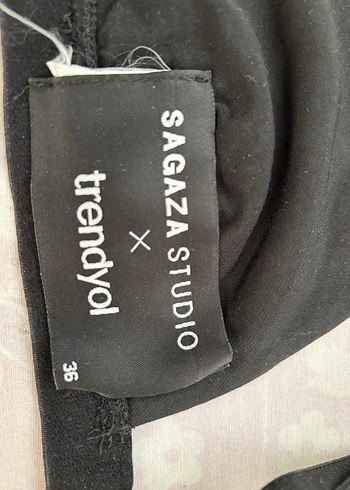 SAGAZA STUDIO
X
trendyol
36